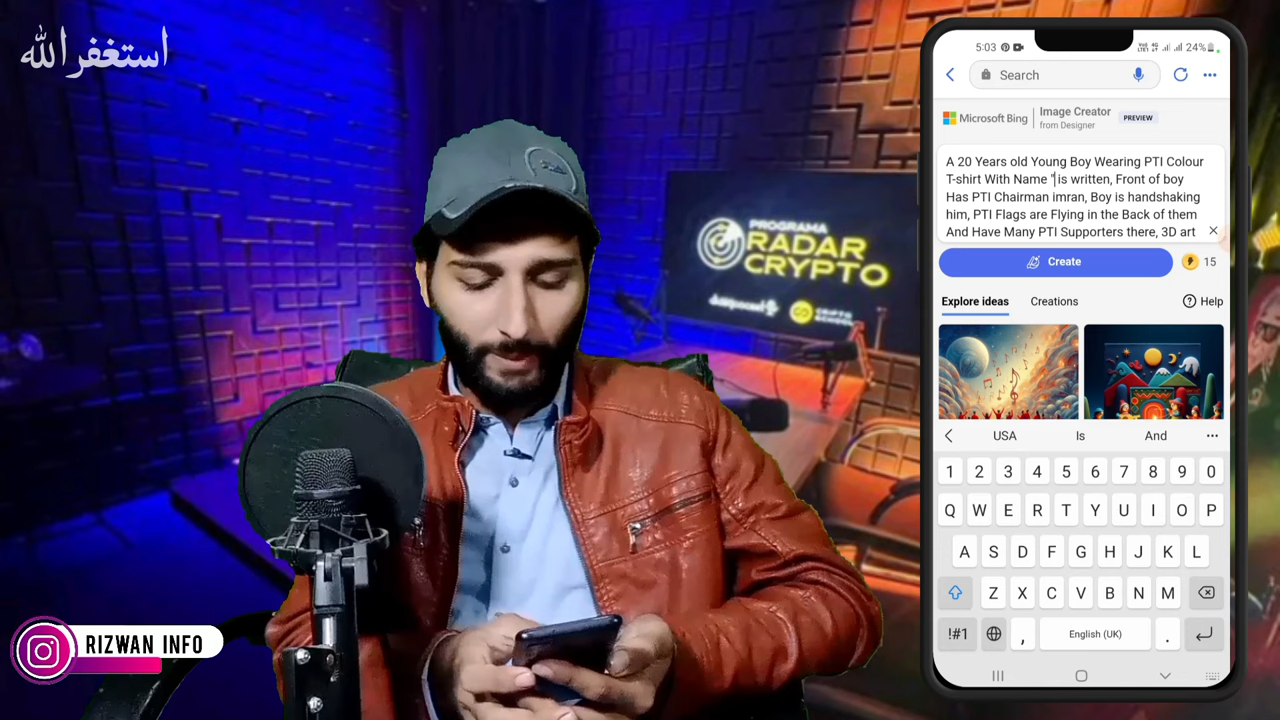 استغفر الله
PROGRAMA
RADAR
CRYPTO
RIZWAN INFO
5:03
24%
Search
Microsoft Bing
Image Creator
from Designer
PREVIEW
A 20 Years old Young Boy Wearing PTI Colour
T-shirt With Name " is written, Front of boy
Has PTI Chairman imran, Boy is handshaking
him, PTI Flags are Flying in the Back of them
And Have Many PTI Supporters there, 3D art
Create
15
Explore ideas
Creations
Help
USA Is And
1 2 3 4 5 6 7 8 9 0
Q W E R T Y U I O P
A S D F G H J K L
Z X C V B N M
!#1 , English (UK) .